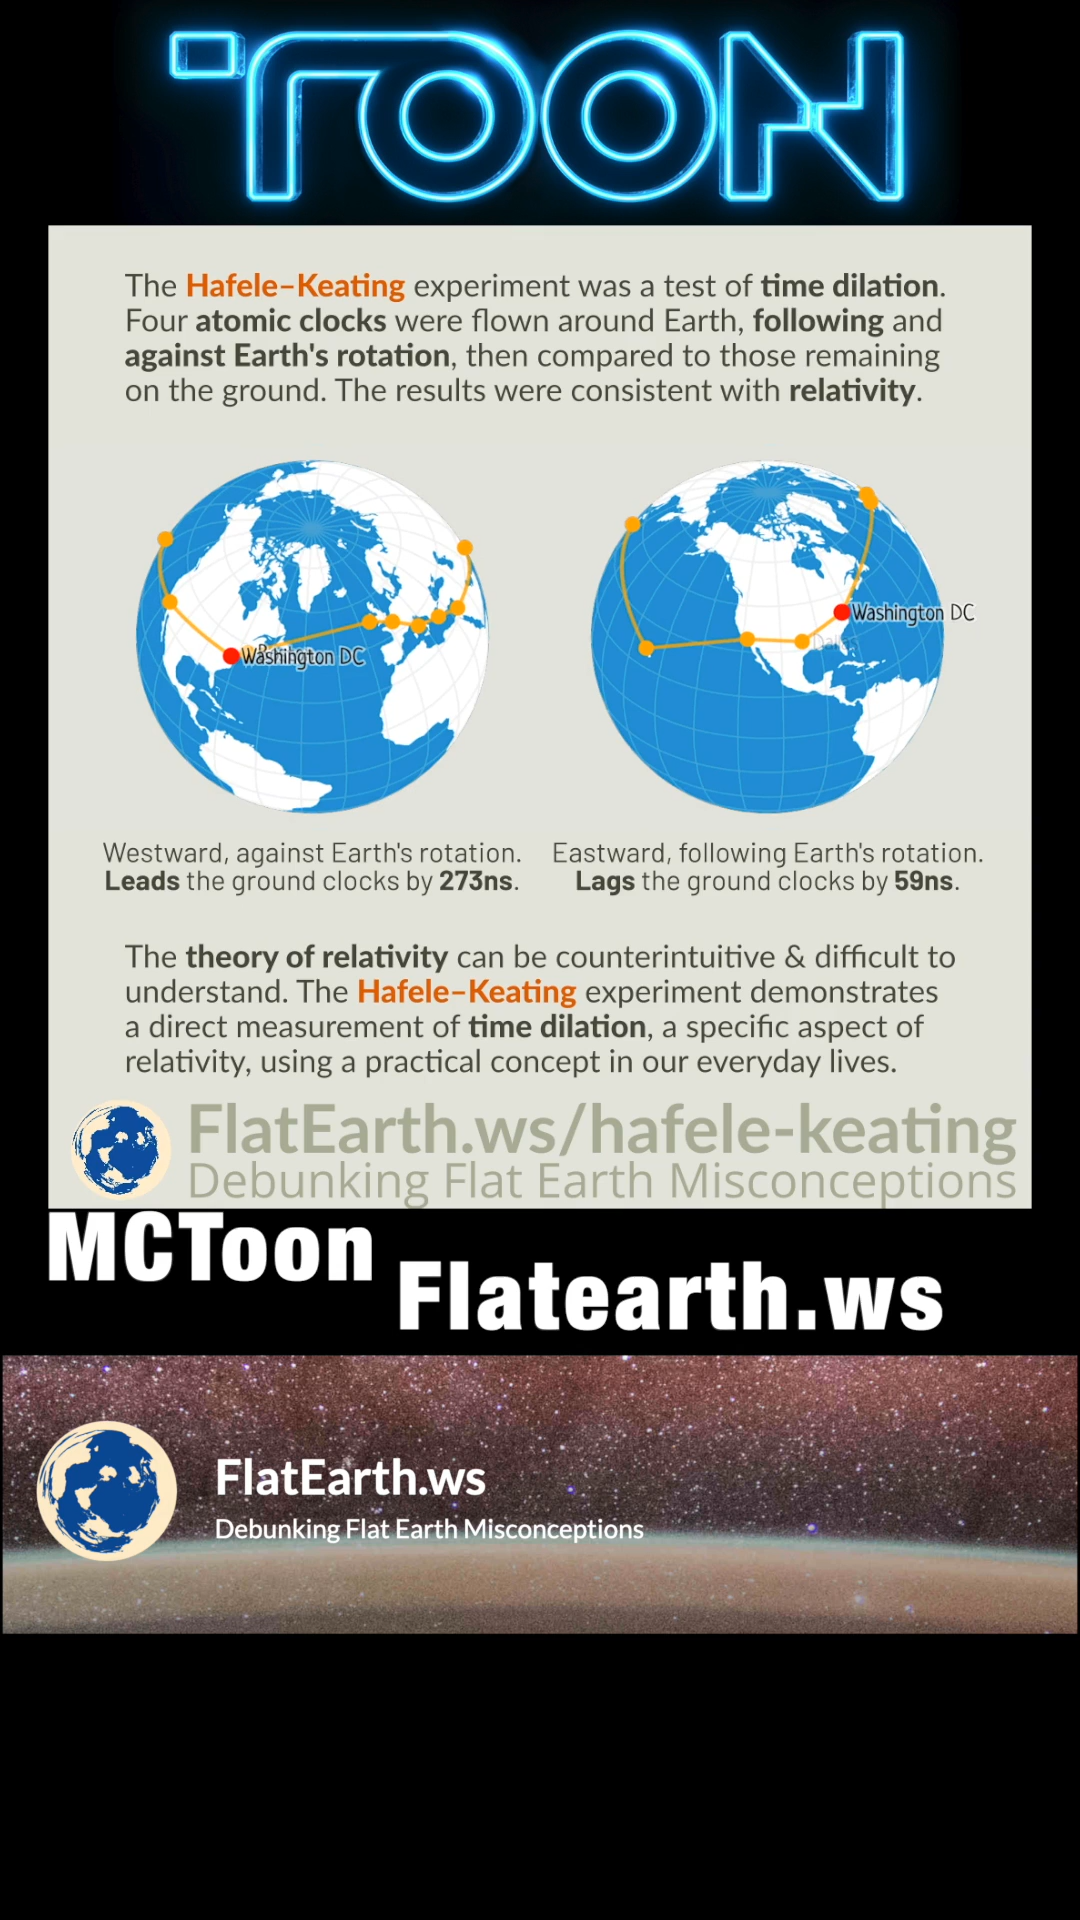 TOON
The Hafele–Keating experiment was a test of time dilation.
Four atomic clocks were flown around Earth, following and
against Earth's rotation, then compared to those remaining
on the ground. The results were consistent with relativity.
Washington DC
Washington DC
Dallas
Westward, against Earth's rotation.
Leads the ground clocks by 273ns.
Eastward, following Earth's rotation.
Lags the ground clocks by 59ns.
The theory of relativity can be counterintuitive & difficult to
understand. The Hafele–Keating experiment demonstrates
a direct measurement of time dilation, a specific aspect of
relativity, using a practical concept in our everyday lives.
FlatEarth.ws/hafele-keating
Debunking Flat Earth Misconceptions
MCToon
Flatearth.ws
FlatEarth.ws
Debunking Flat Earth Misconceptions